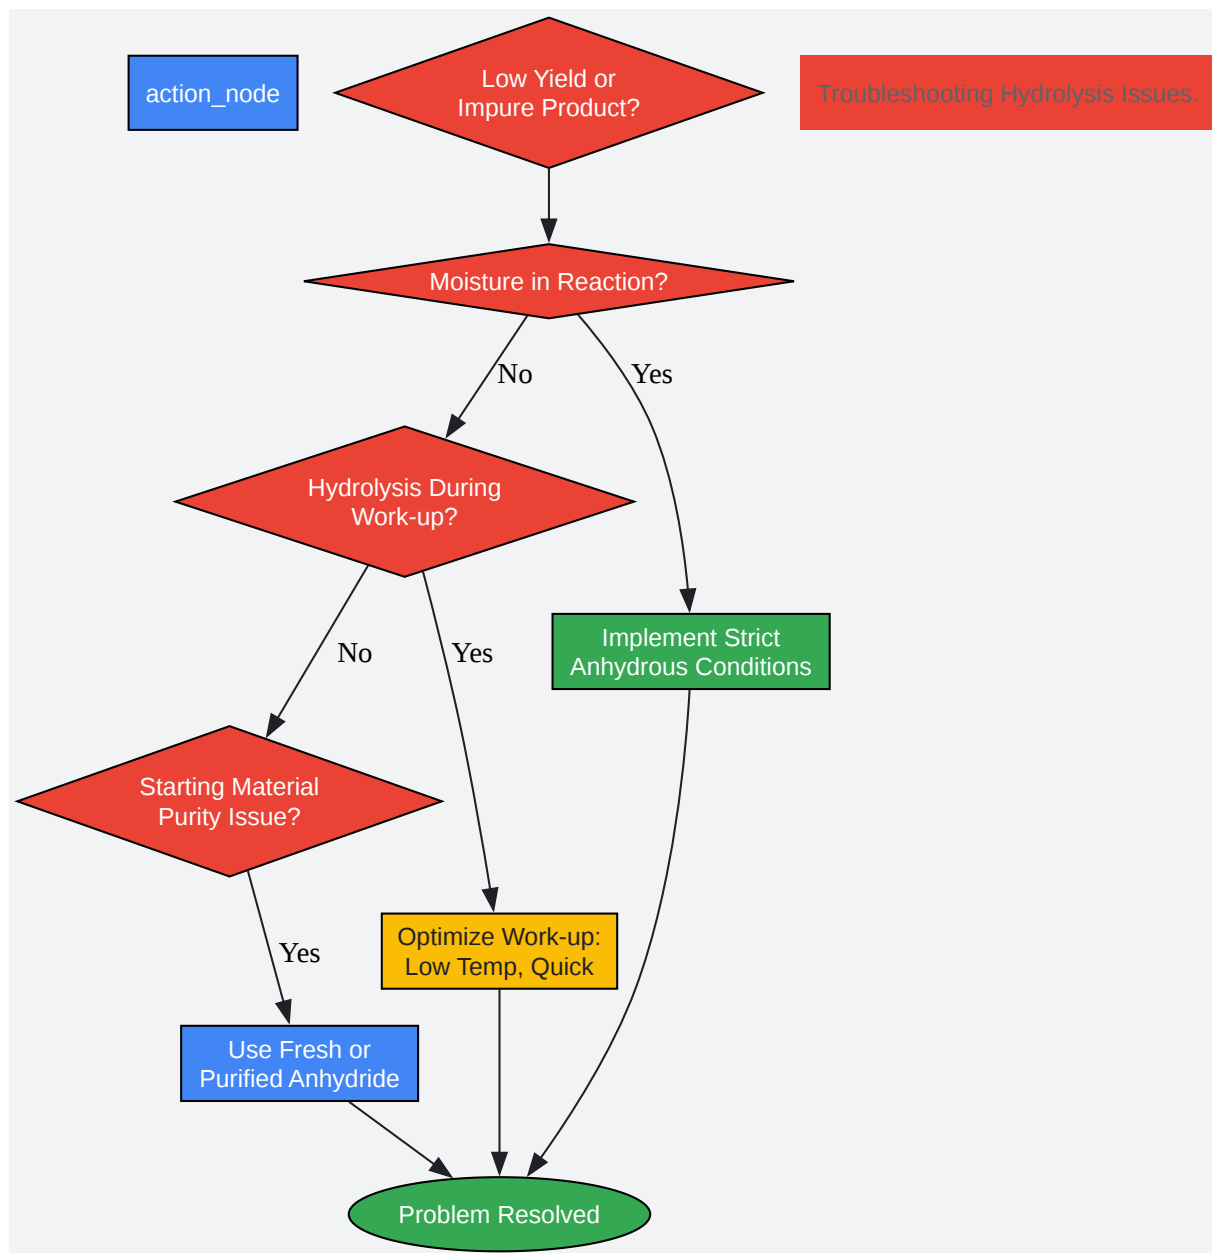 action_node
Low Yield or
Impure Product?
Troubleshooting Hydrolysis Issues.
Moisture in Reaction?
No
Yes
Hydrolysis During
Work-up?
No
Yes
Implement Strict
Anhydrous Conditions
Starting Material
Purity Issue?
Yes
Optimize Work-up:
Low Temp, Quick
Use Fresh or
Purified Anhydride
Problem Resolved